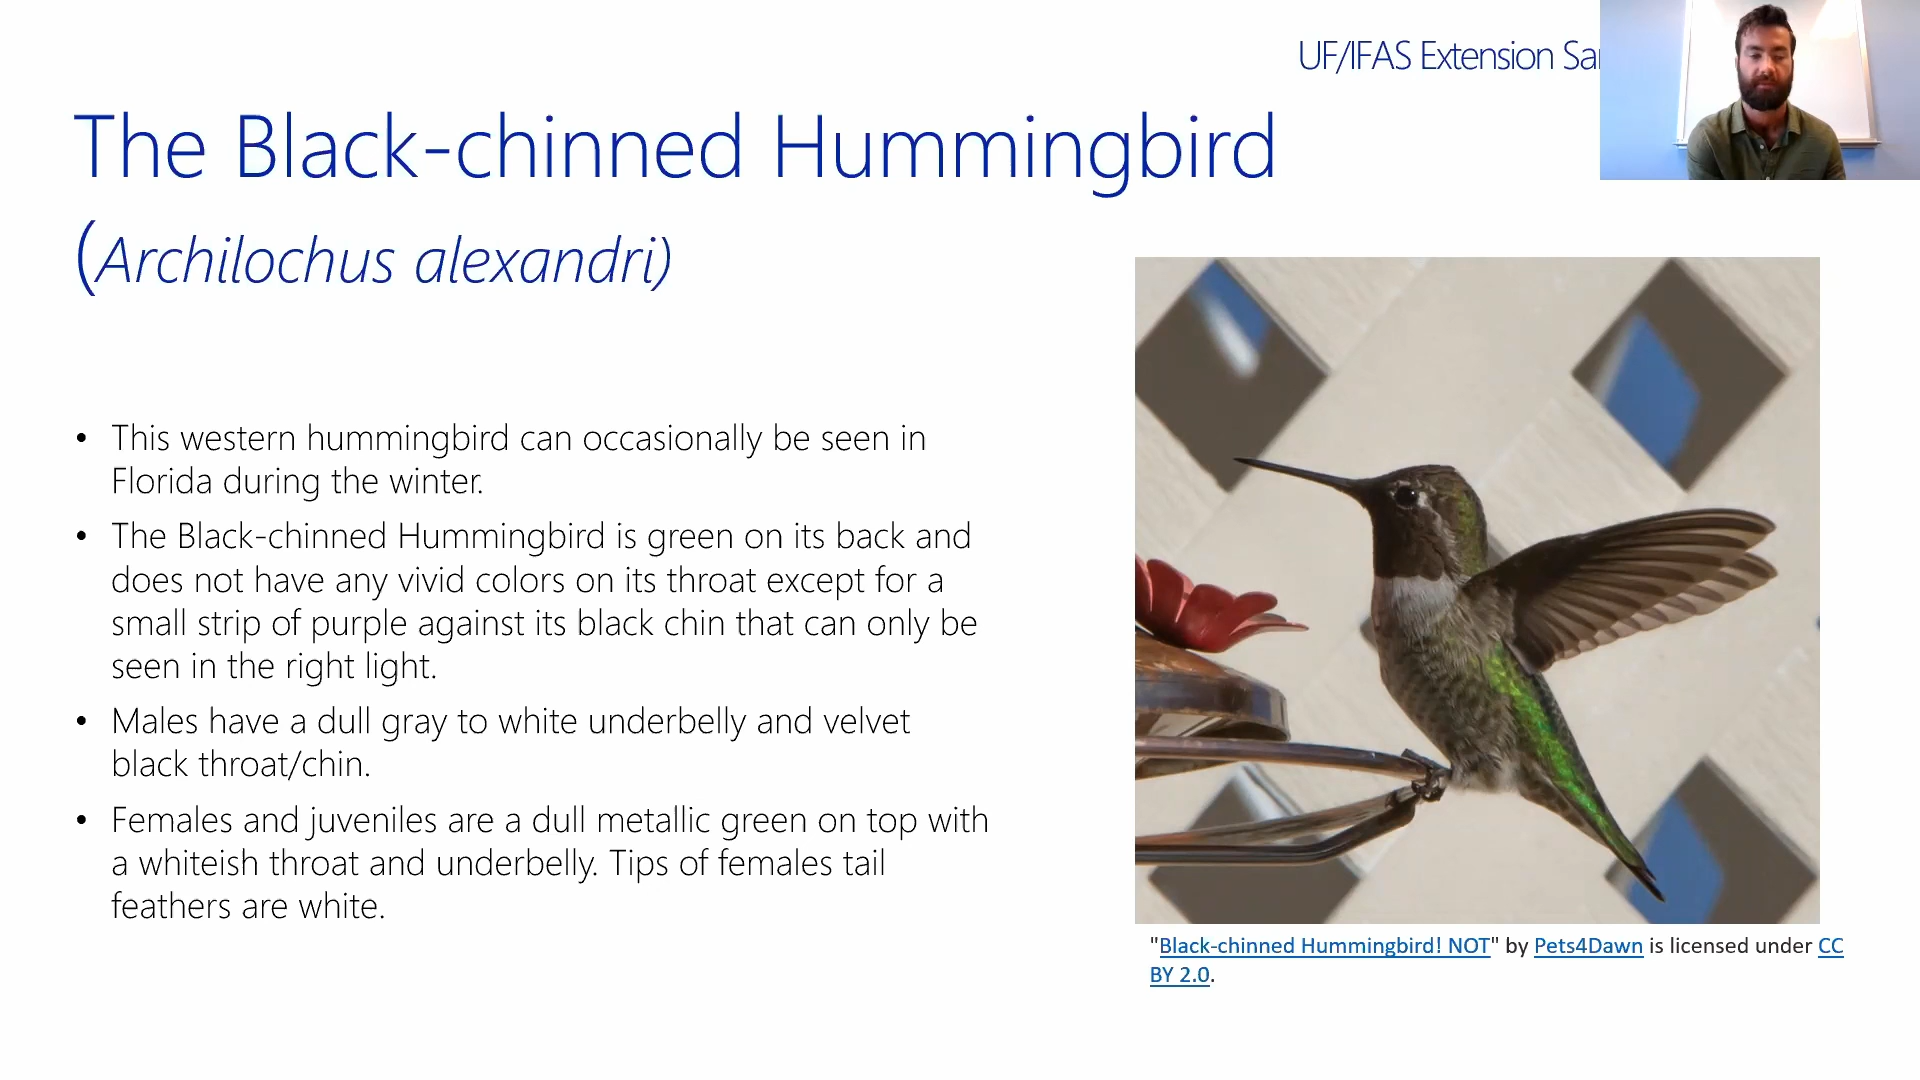 UF/IFAS Extension
The Black-chinned Hummingbird
(Archilochus alexandri)
• This western hummingbird can occasionally be seen in
Florida during the winter.
• The Black-chinned Hummingbird is green on its back and
does not have any vivid colors on its throat except for a
small strip of purple against its black chin that can only be
seen in the right light.
• Males have a dull gray to white underbelly and velvet
black throat/chin.
• Females and juveniles are a dull metallic green on top with
a whiteish throat and underbelly. Tips of females tail
feathers are white.
"Black-chinned Hummingbird! NOT" by Pets4Dawn is licensed under CC
BY 2.0.